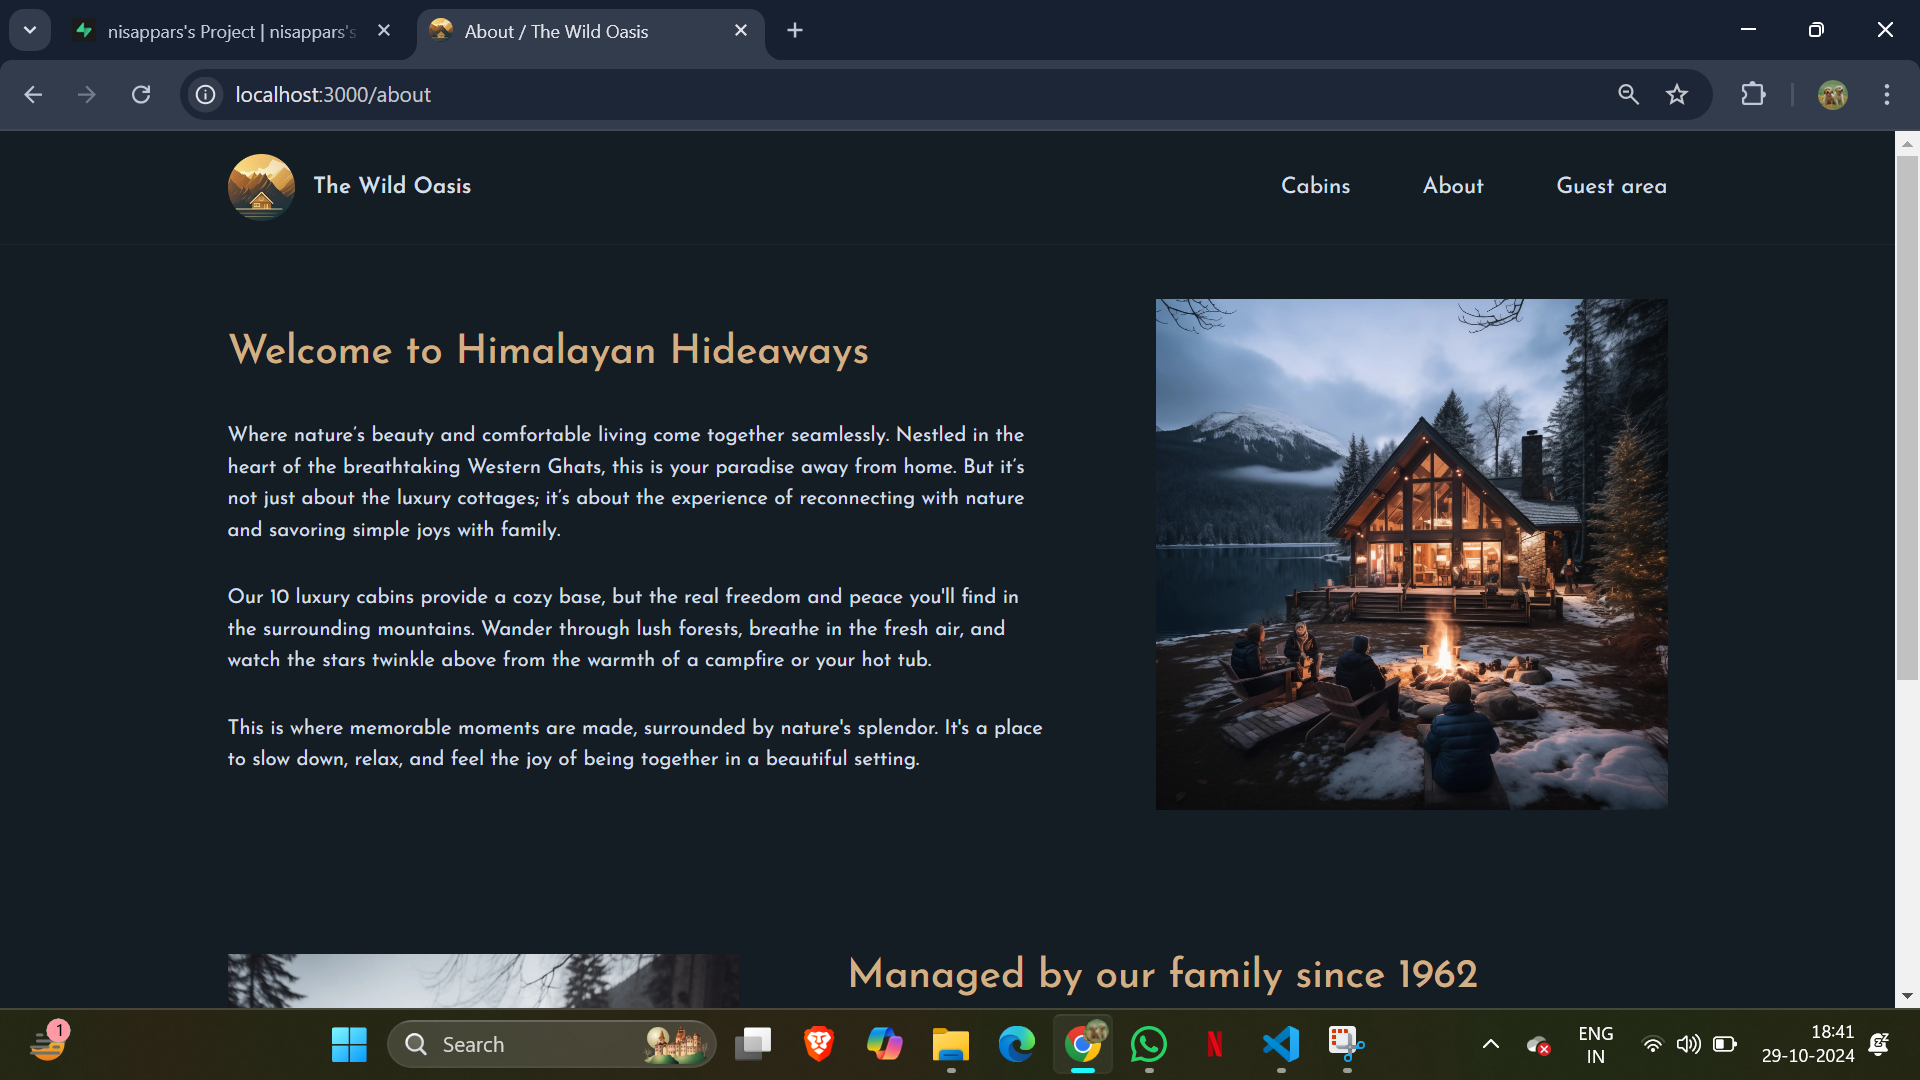 nisappars's Project | nisappars's
About / The Wild Oasis
localhost:3000/about
The Wild Oasis
Cabins
About
Guest area
Welcome to Himalayan Hideaways
Where nature’s beauty and comfortable living come together seamlessly. Nestled in the
heart of the breathtaking Western Ghats, this is your paradise away from home. But it’s
not just about the luxury cottages; it’s about the experience of reconnecting with nature
and savoring simple joys with family.
Our 10 luxury cabins provide a cozy base, but the real freedom and peace you'll find in
the surrounding mountains. Wander through lush forests, breathe in the fresh air, and
watch the stars twinkle above from the warmth of a campfire or your hot tub.
This is where memorable moments are made, surrounded by nature's splendor. It's a place
to slow down, relax, and feel the joy of being together in a beautiful setting.
Managed by our family since 1962
1
Search
N
ENG
IN
18:41
29-10-2024